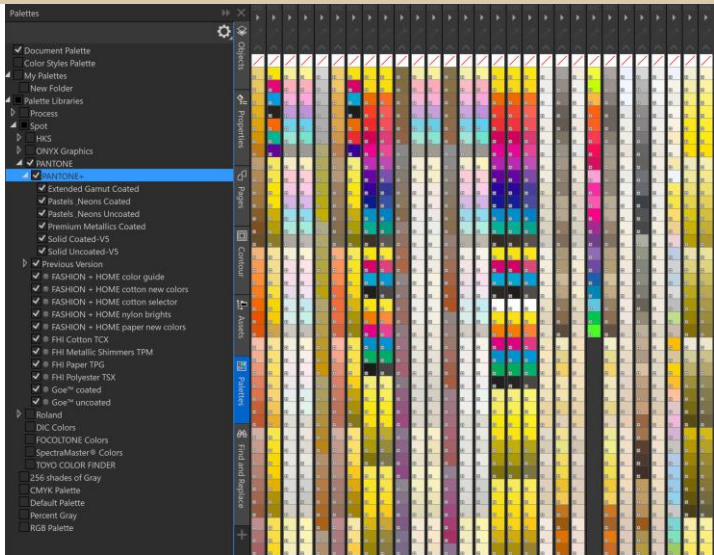 Palettes
Document Palette
Color Styles Palette
My Palettes
New Folder
Palette Libraries
Process
Spot
HKS
ONYX Graphics
PANTONE
PANTONE+
Extended Gamut Coated
Pastels .Neons Coated
Pastels .Neons Uncoated
Premium Metallics Coated
Solid Coated-V5
Solid Uncoated-V5
Previous Version
FASHION + HOME color guide
FASHION + HOME cotton new colors
FASHION + HOME cotton selector
FASHION + HOME nylon brights
FASHION + HOME paper new colors
FHI Cotton TCX
FHI Metallic Shimmers TPM
FHI Paper TPG
FHI Polyester TSX
Goe™ coated
Goe™ uncoated
Roland
DIC Colors
FOCOLTONE Colors
SpectraMaster® Colors
TOYO COLOR FINDER
256 shades of Gray
CMYK Palette
Default Palette
Percent Gray
RGB Palette
Objects
Properties
Pages
Contour
Assets
Palettes
Find and Replace